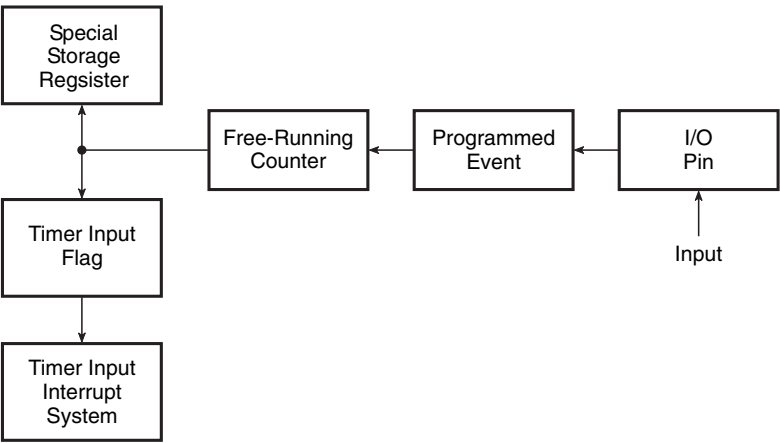 Special
Storage
Regsister
Free-Running
Counter
Programmed
Event
I/O
Pin
Input
Timer Input
Flag
Timer Input
Interrupt
System